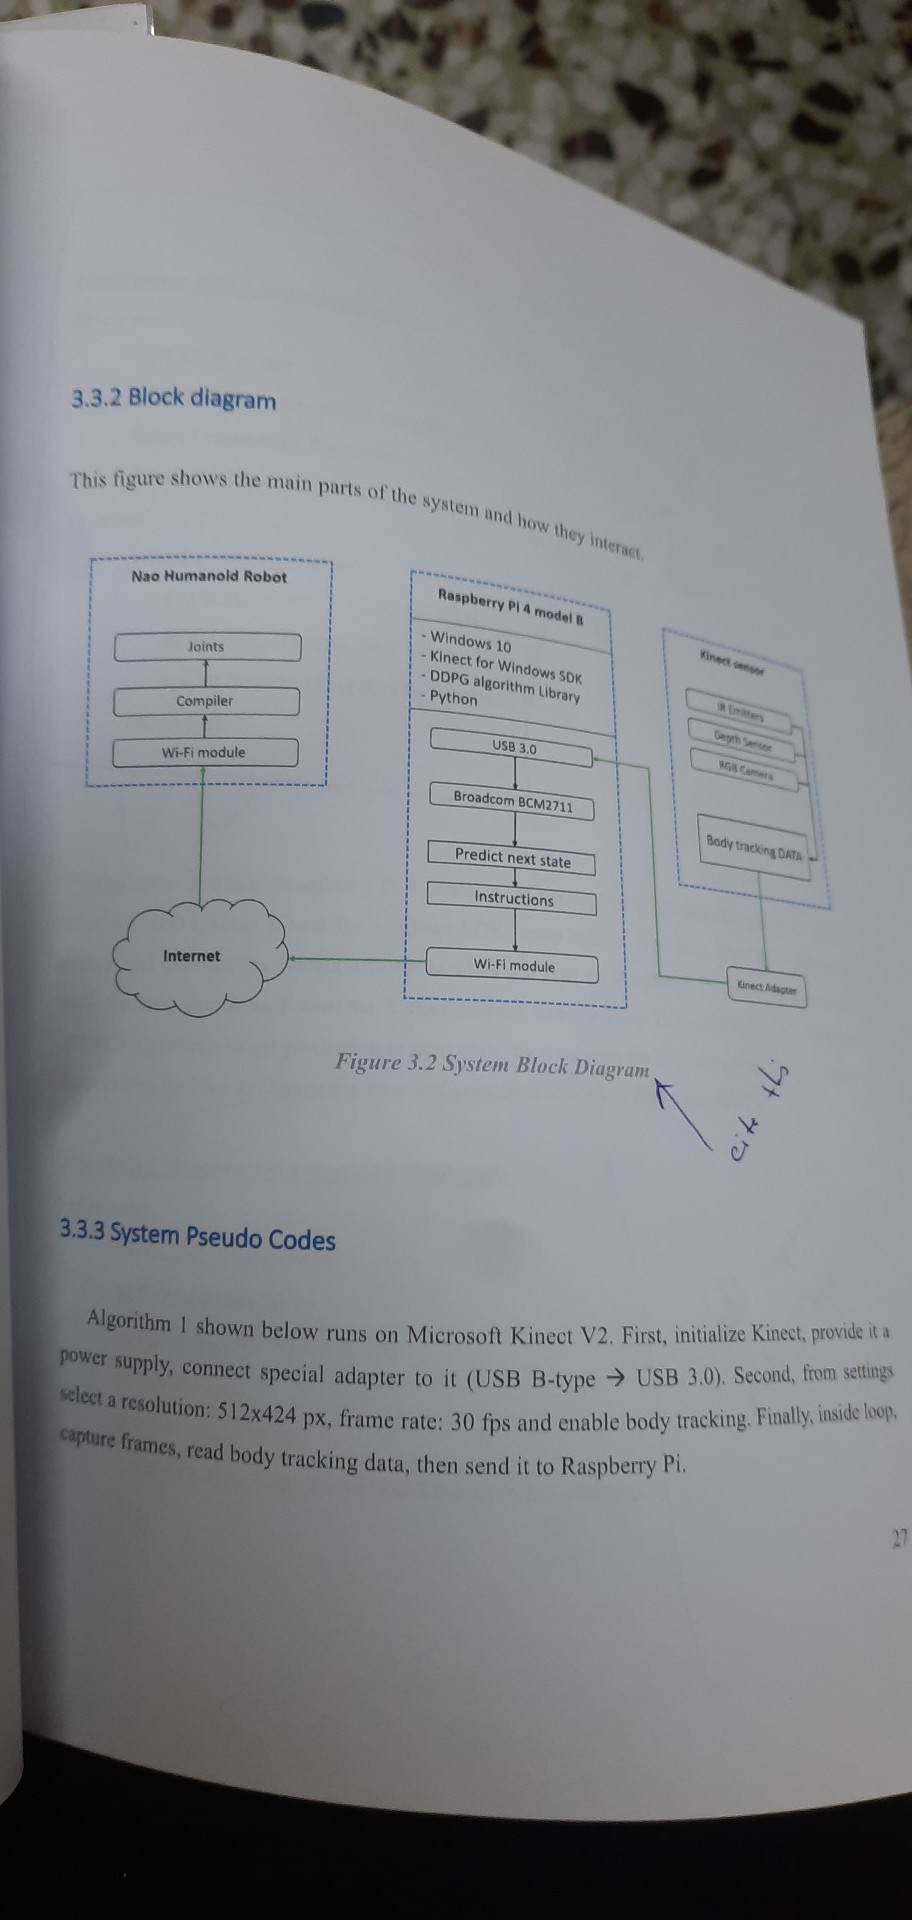 3.3.2 Block diagram
This figure shows the main parts of the system and how they interact.
Nao Humanoid Robot
Joints
Compiler
Wi-Fi module
Internet
Raspberry Pi 4 model B
- Windows 10
- Kinect for Windows SDK
- DDPG algorithm Library
- Python
USB 3.0
Broadcom BCM2711
Predict next state
Instructions
Wi-Fi module
Kinect sensor
IR Emitters
Depth Sensor
RGB Camera
Body tracking DATA
Kinect Adapter
Figure 3.2 System Block Diagram
cite this
3.3.3 System Pseudo Codes
Algorithm 1 shown below runs on Microsoft Kinect V2. First, initialize Kinect, provide it a
power supply, connect special adapter to it (USB B-type → USB 3.0). Second, from settings
select a resolution: 512x424 px, frame rate: 30 fps and enable body tracking. Finally, inside loop,
capture frames, read body tracking data, then send it to Raspberry Pi.
27